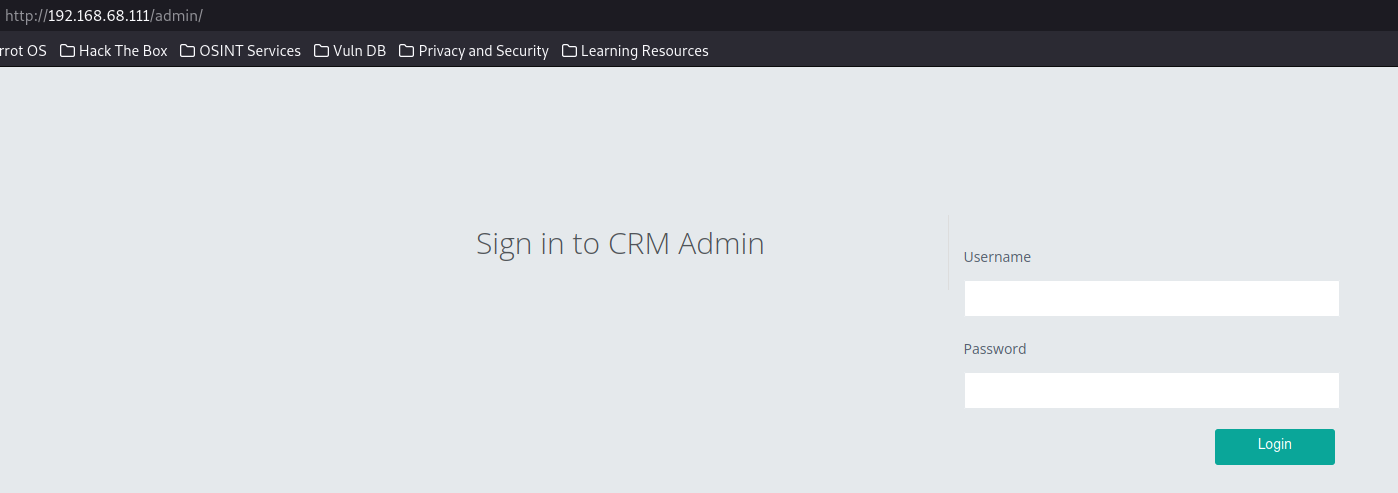 http://192.168.68.111/admin/
rrot OS Hack The Box OSINT Services Vuln DB Privacy and Security Learning Resources
Sign in to CRM Admin
Username
Password
Login